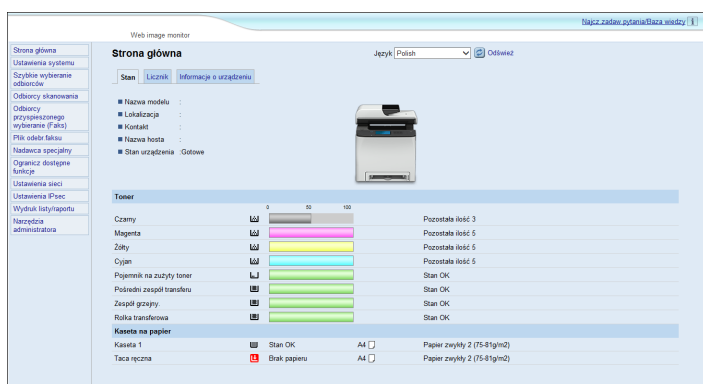 Najcz zadaw.pytania/Baza wiedzy
Web image monitor
Strona główna
Ustawienia systemu
Szybkie wybieranie
odbiorców
Odbiorcy skanowania
Odbiorcy
przyspieszonego
wybieranie (Faks)
Plik odebr.faksu
Nadawca specjalny
Ogranicz dostępne
funkcje
Ustawienia sieci
Ustawienia IPsec
Wydruk listy/raportu
Narzędzia
administratora
Strona główna
Język Polish Odśwież
Stan Licznik Informacje o urządzeniu
Nazwa modelu :
Lokalizacja :
Kontakt :
Nazwa hosta :
Stan urządzenia :Gotowe
Toner
0 50 100
Czarny Pozostała ilość 3
Magenta Pozostała ilość 5
Żółty Pozostała ilość 5
Cyjan Pozostała ilość 5
Pojemnik na zużyty toner Stan OK
Pośredni zespół transferu Stan OK
Zespół grzejny. Stan OK
Rolka transferowa Stan OK
Kaseta na papier
Kaseta 1 Stan OK A4 Papier zwykły 2 (75-81g/m2)
Taca ręczna Brak papieru A4 Papier zwykły 2 (75-81g/m2)